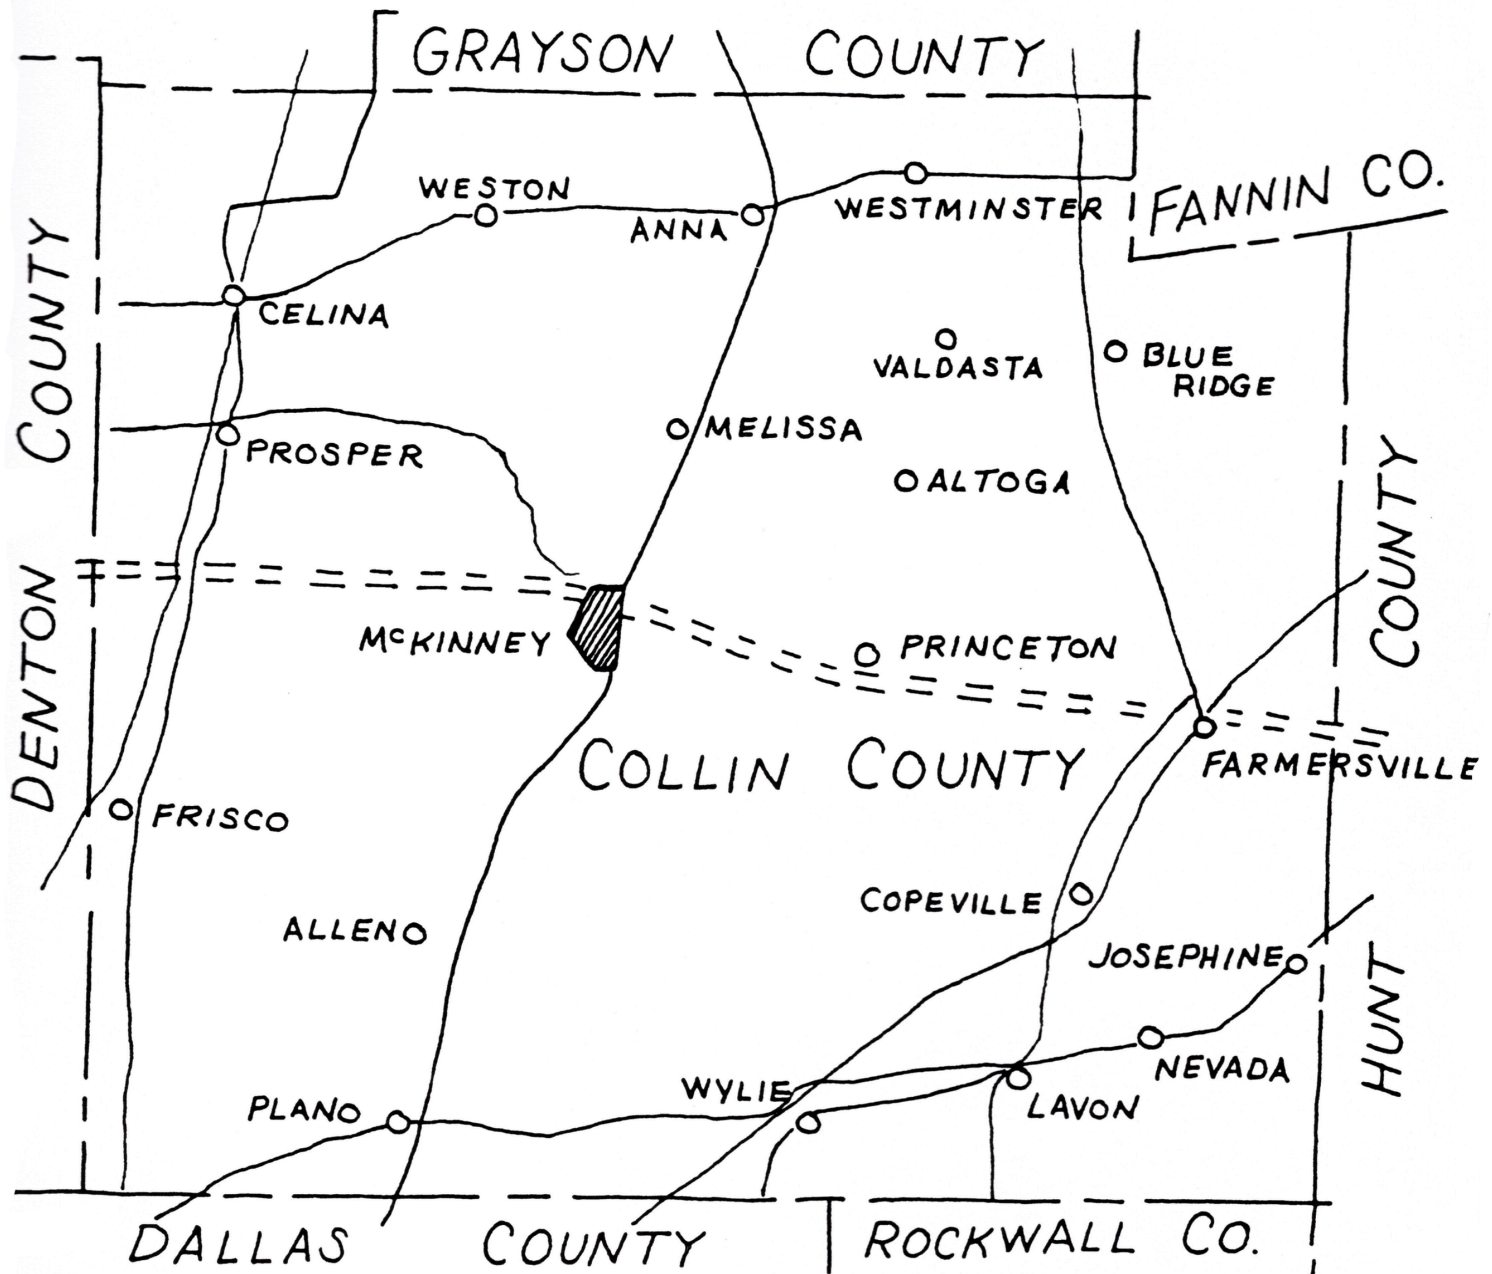 GRAYSON COUNTY
FANNIN CO.
WESTON
WESTMINSTER
ANNA
CELINA
DENTON COUNTY
VALDASTA
BLUE
RIDGE
MELISSA
PROSPER
ALTOGA
McKINNEY
PRINCETON
HUNT COUNTY
COLLIN COUNTY
FARMERSVILLE
FRISCO
COPEVILLE
ALLEN
JOSEPHINE
NEVADA
WYLIE
PLANO
LAVON
DALLAS COUNTY
ROCKWALL CO.